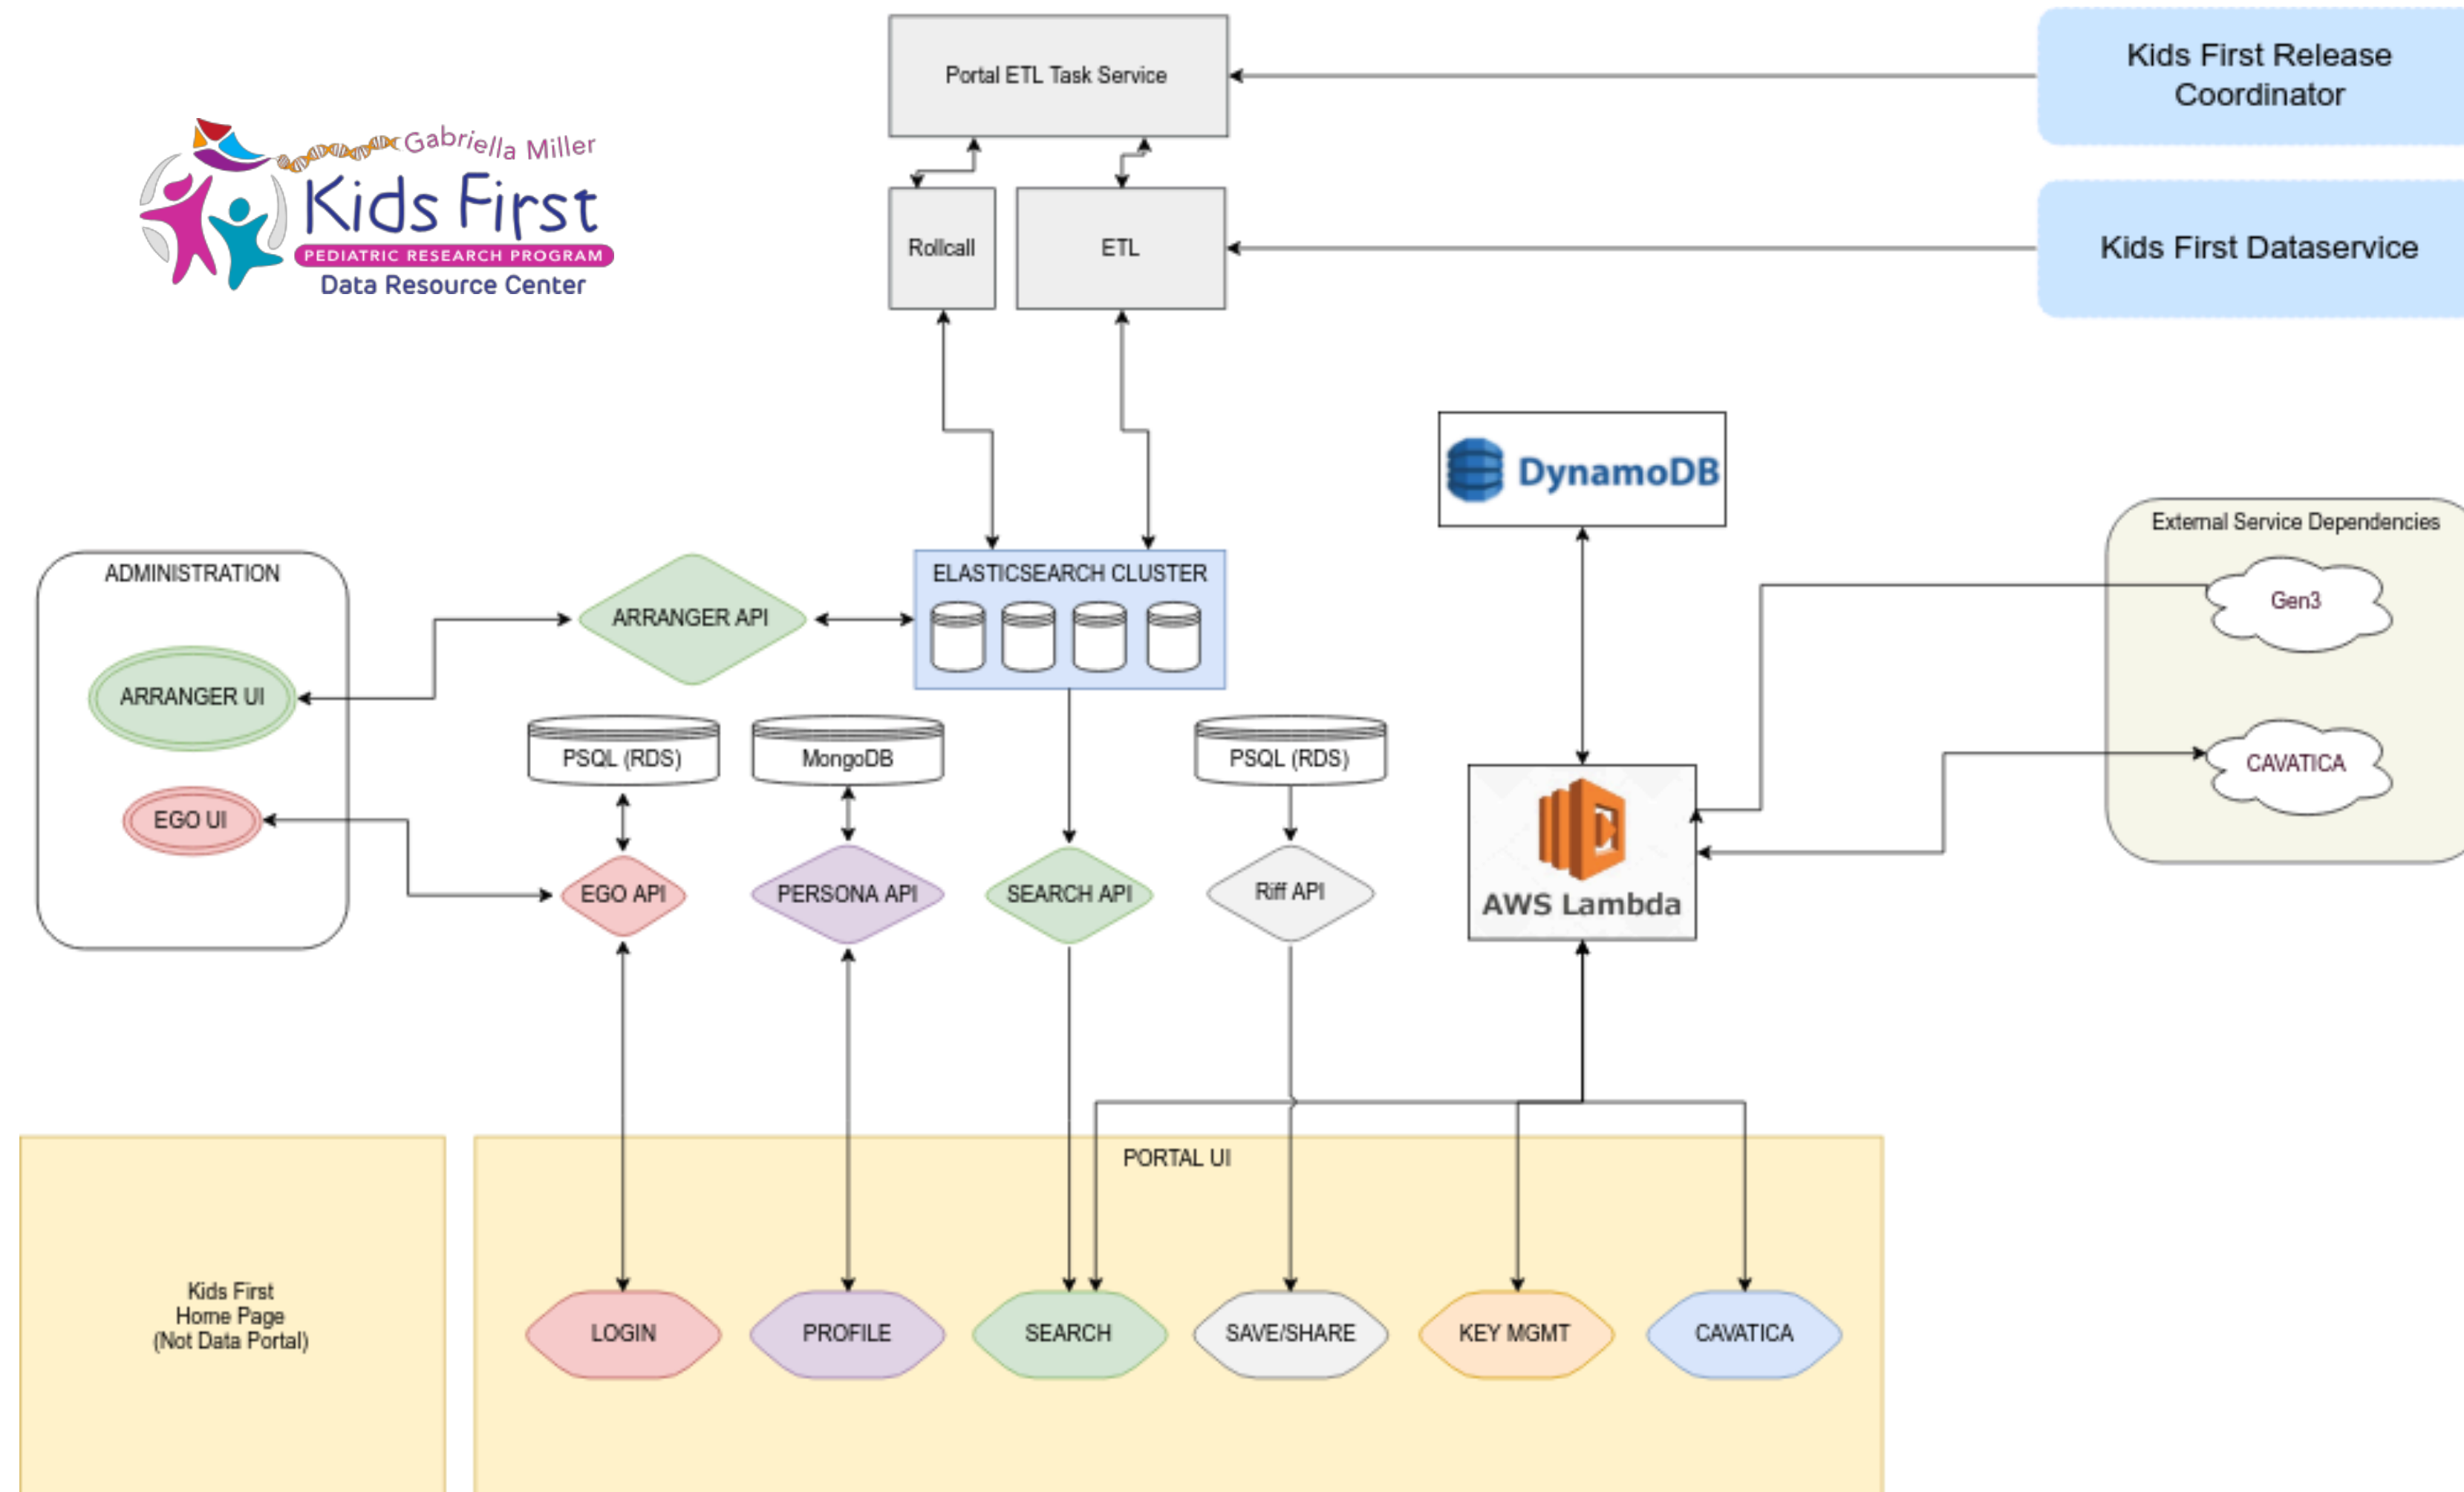 Portal ETL Task Service
Kids First Release
Coordinator
Gabriella Miller
Kids First
PEDIATRIC RESEARCH PROGRAM
Data Resource Center
Rollcall
ETL
Kids First Dataservice
DynamoDB
External Service Dependencies
Gen3
CAVATICA
ADMINISTRATION
ARRANGER UI
EGO UI
ARRANGER API
ELASTICSEARCH CLUSTER
PSQL (RDS)
MongoDB
PSQL (RDS)
EGO API
PERSONA API
SEARCH API
Riff API
AWS Lambda
PORTAL UI
Kids First
Home Page
(Not Data Portal)
LOGIN
PROFILE
SEARCH
SAVE/SHARE
KEY MGMT
CAVATICA